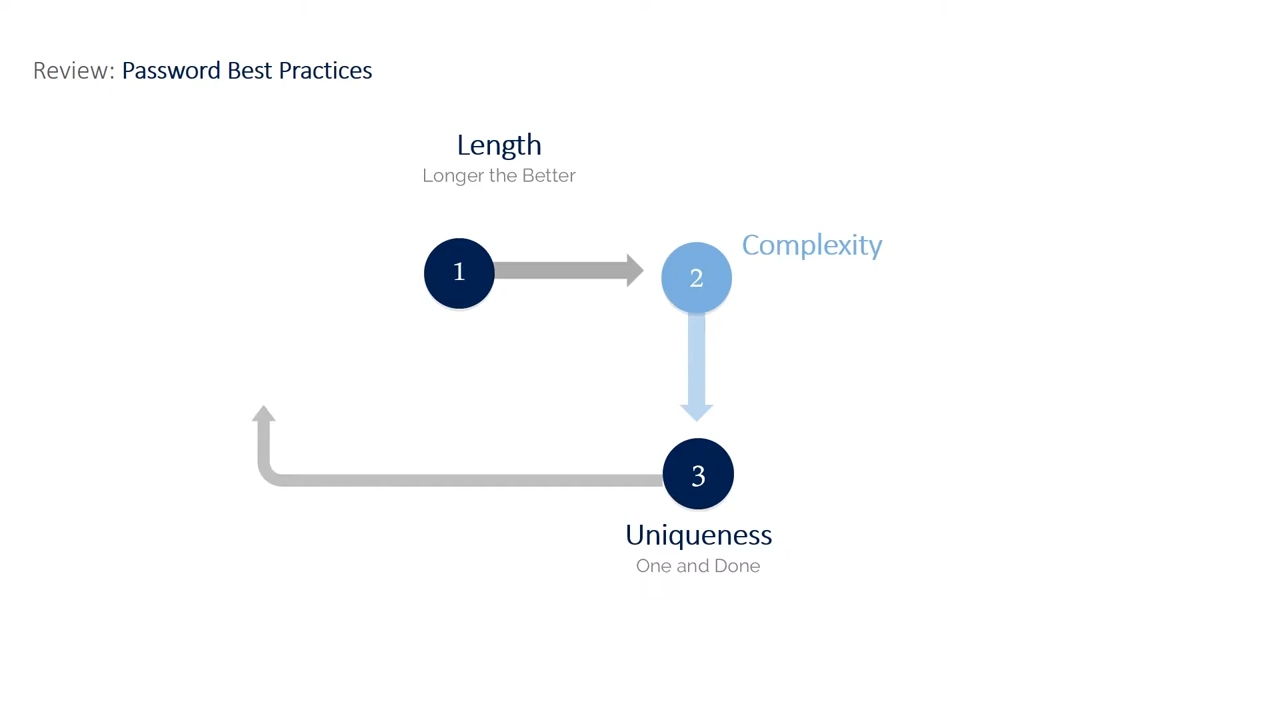 Review: Password Best Practices
Length
Longer the Better
1
2
Complexity
3
Uniqueness
One and Done